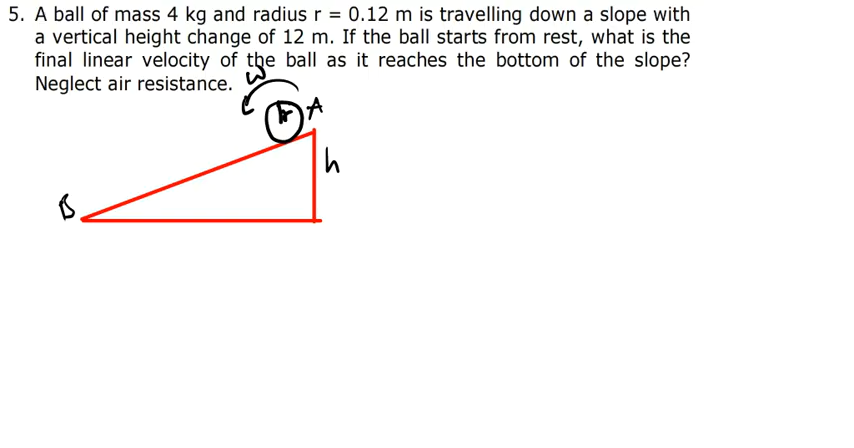 5. A ball of mass 4 kg and radius r = 0.12 m is travelling down a slope with
a vertical height change of 12 m. If the ball starts from rest, what is the
final linear velocity of the ball as it reaches the bottom of the slope?
Neglect air resistance.
ω
A
h
B